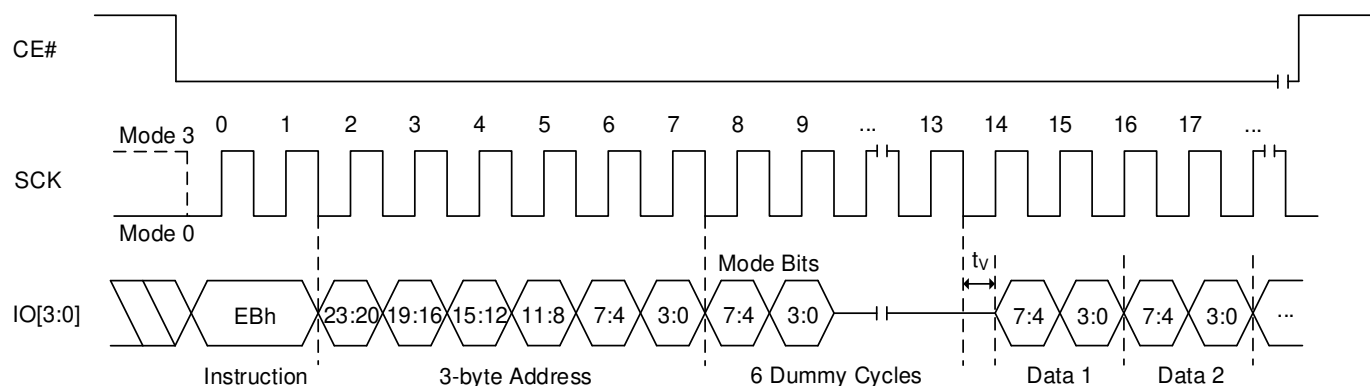 CE#
0 1 2 3 4 5 6 7 8 9 ... 13 14 15 16 17 ...
Mode 3
SCK
Mode 0
Mode Bits
tV
IO[3:0]
EBh 23:20 19:16 15:12 11:8 7:4 3:0 7:4 3:0 7:4 3:0 7:4 3:0 ...
Instruction 3-byte Address 6 Dummy Cycles Data 1 Data 2